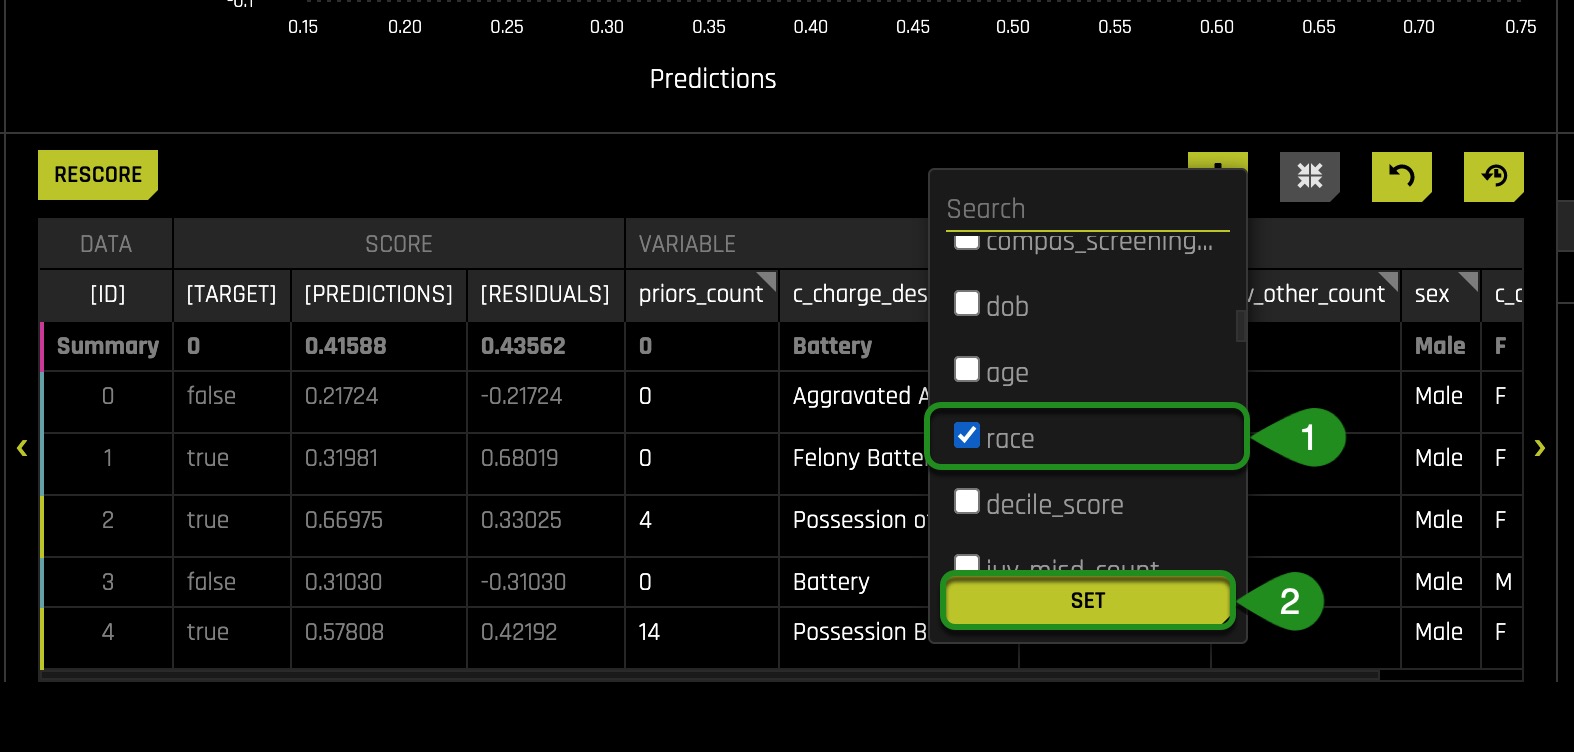 -0.1
0.15 0.20 0.25 0.30 0.35 0.40 0.45 0.50 0.55 0.60 0.65 0.70 0.75
Predictions
RESCORE
DATA SCORE VARIABLE
[ID] [TARGET] [PREDICTIONS] [RESIDUALS] priors_count c_charge_des v_other_count sex c_c
Summary 0 0.41588 0.43562 0 Battery Male F
0 false 0.21724 -0.21724 0 Aggravated A Male F
1 true 0.31981 0.68019 0 Felony Batte Male F
2 true 0.66975 0.33025 4 Possession o Male F
3 false 0.31030 -0.31030 0 Battery Male M
4 true 0.57808 0.42192 14 Possession B Male F
Search
compas_screening...
dob
age
race
decile_score
juv_misd_count
SET
1
2